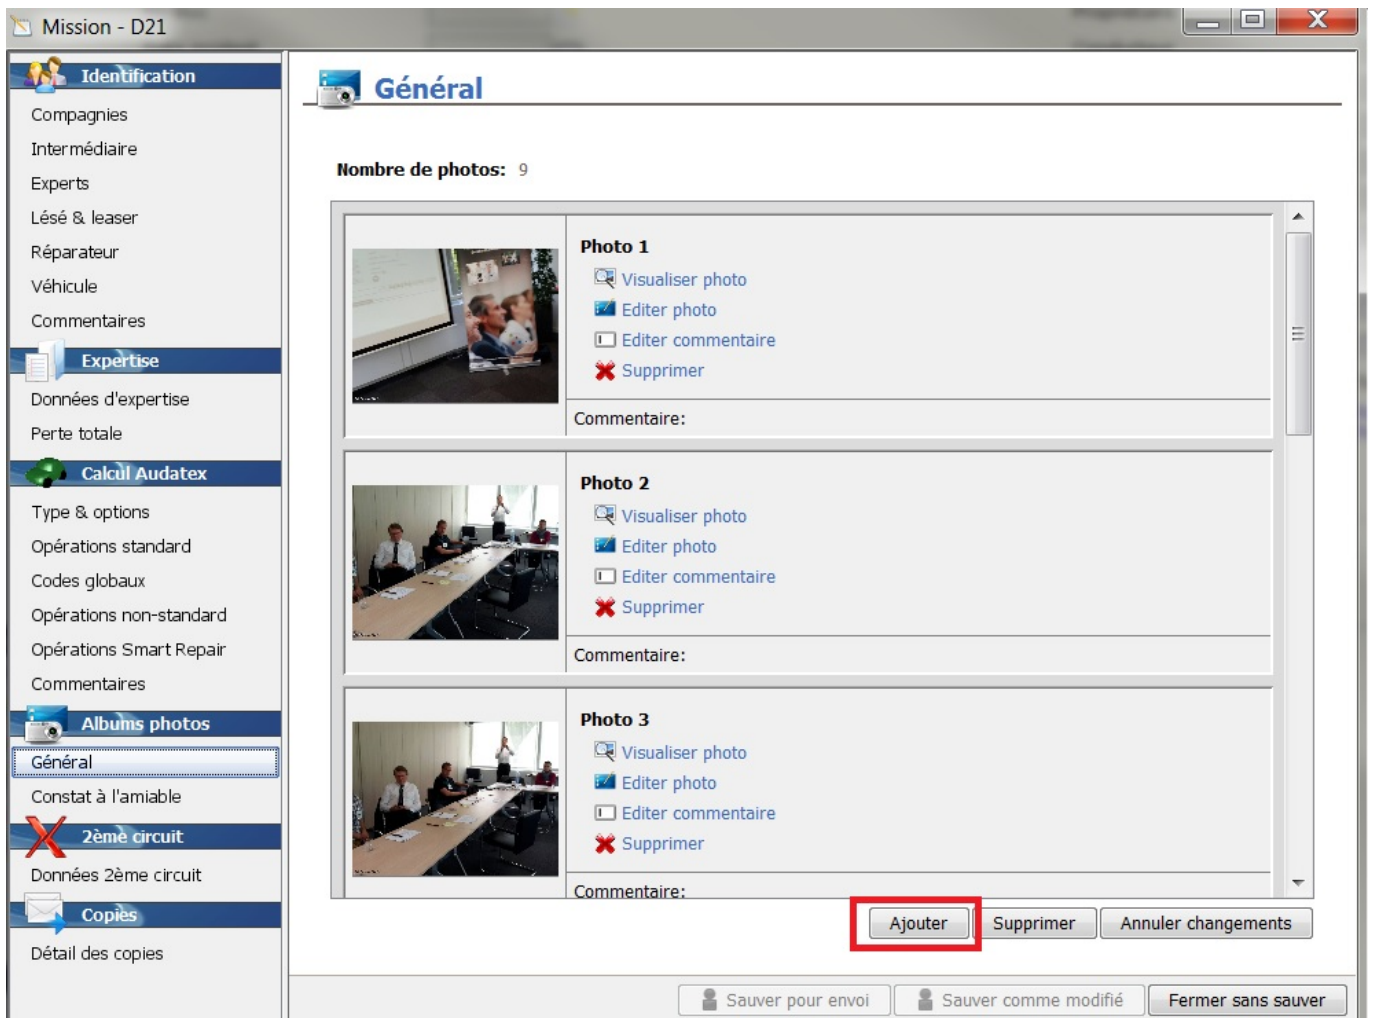 Mission - D21
Identification
Compagnies
Intermédiaire
Experts
Lésé & leaser
Réparateur
Véhicule
Commentaires
Expertise
Données d'expertise
Perte totale
Calcul Audatex
Type & options
Opérations standard
Codes globaux
Opérations non-standard
Opérations Smart Repair
Commentaires
Albums photos
Général
Constat à l'amiable
2ème circuit
Données 2ème circuit
Copies
Détail des copies
Général
Nombre de photos: 9
Photo 1
Visualiser photo
Editer photo
Editer commentaire
Supprimer
Commentaire:
Photo 2
Visualiser photo
Editer photo
Editer commentaire
Supprimer
Commentaire:
Photo 3
Visualiser photo
Editer photo
Editer commentaire
Supprimer
Commentaire:
Ajouter Supprimer Annuler changements
Sauver pour envoi Sauver comme modifié Fermer sans sauver